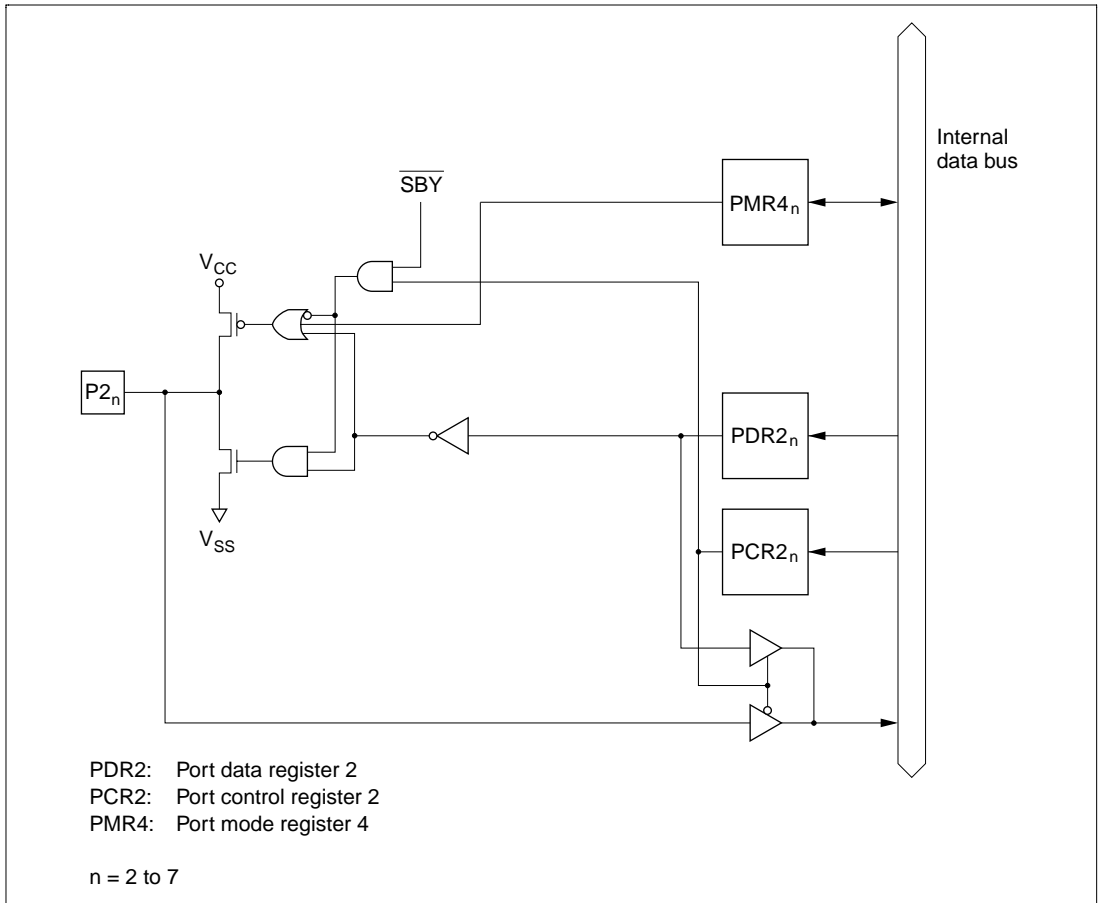 Internal
data bus
SBY
PMR4n
VCC
P2n
PDR2n
VSS
PCR2n
PDR2: Port data register 2
PCR2: Port control register 2
PMR4: Port mode register 4
n = 2 to 7